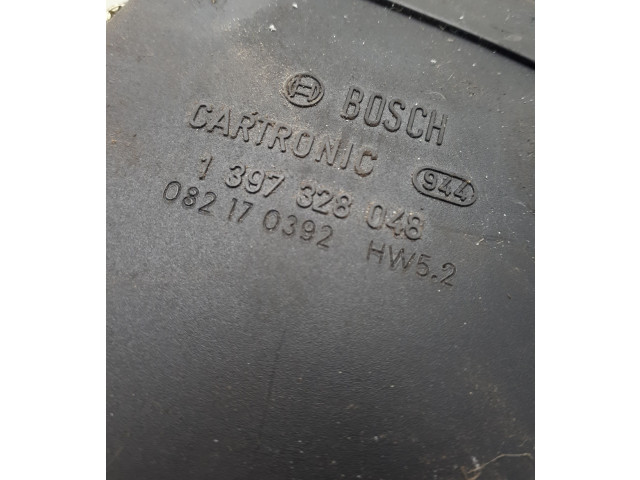 BOSCH
CARTRONIC
1 397 328 048 944
082 17 0392 HW5.2